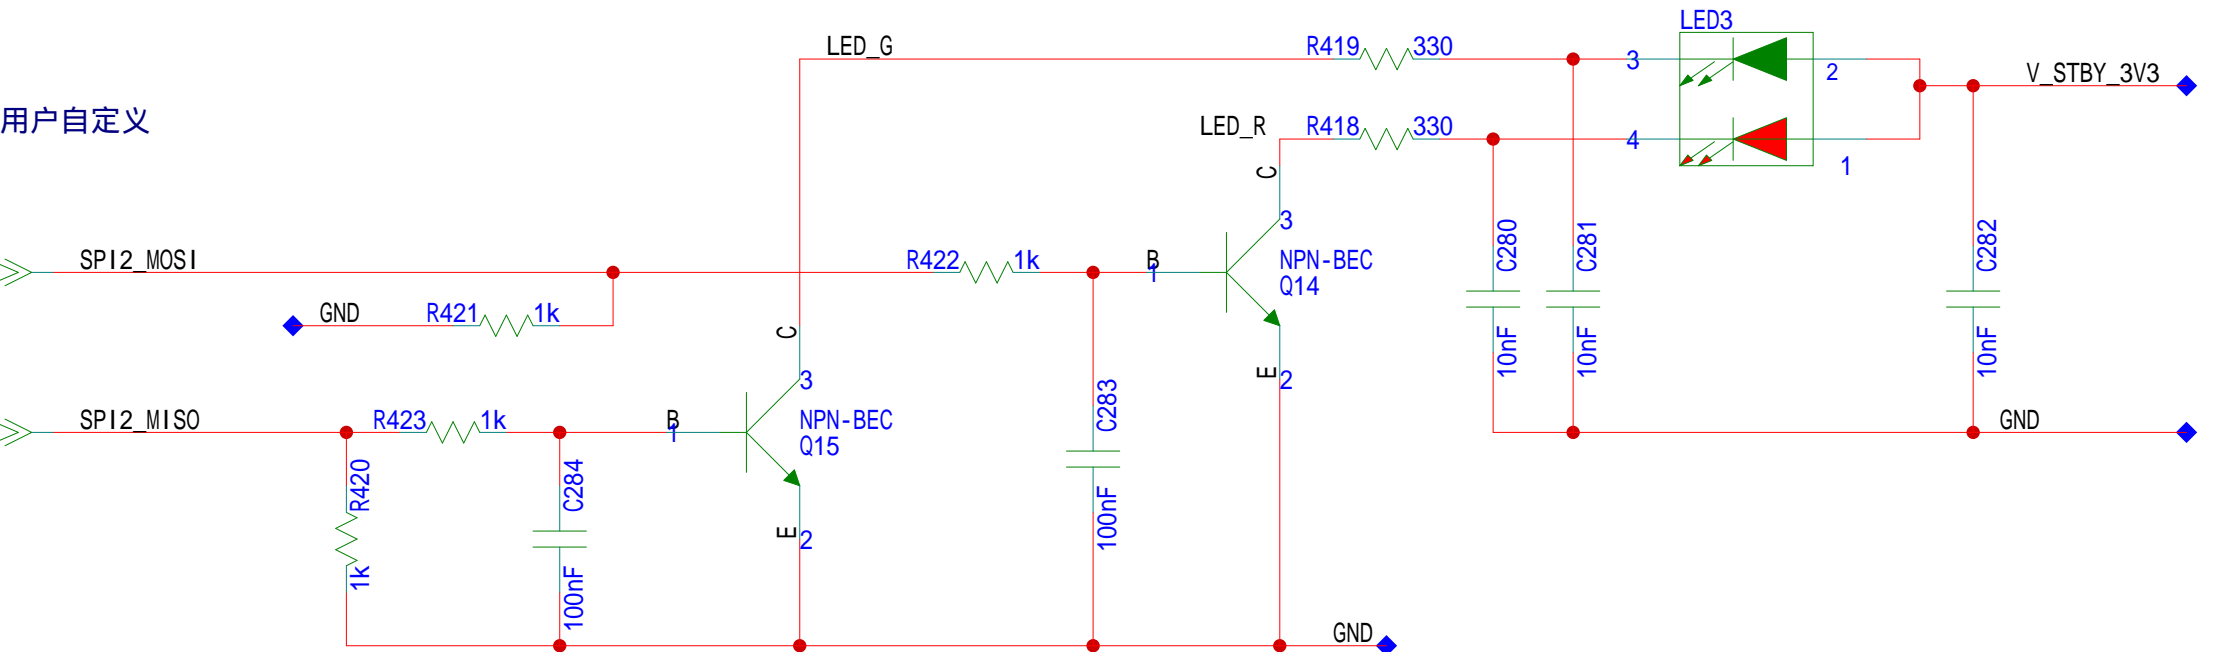 LED3
LED_G
R419
330
3
2
V_STBY_3V3
用户自定义
LED_R
R418
330
4
1
C
3
SPI2_MOSI
R422
1k
B
1
NPN-BEC
Q14
C280
10nF
C281
10nF
C282
10nF
GND
R421
1k
C
3
E
2
SPI2_MISO
R423
1k
B
1
NPN-BEC
Q15
C283
100nF
GND
R420
1k
C284
100nF
E
2
GND